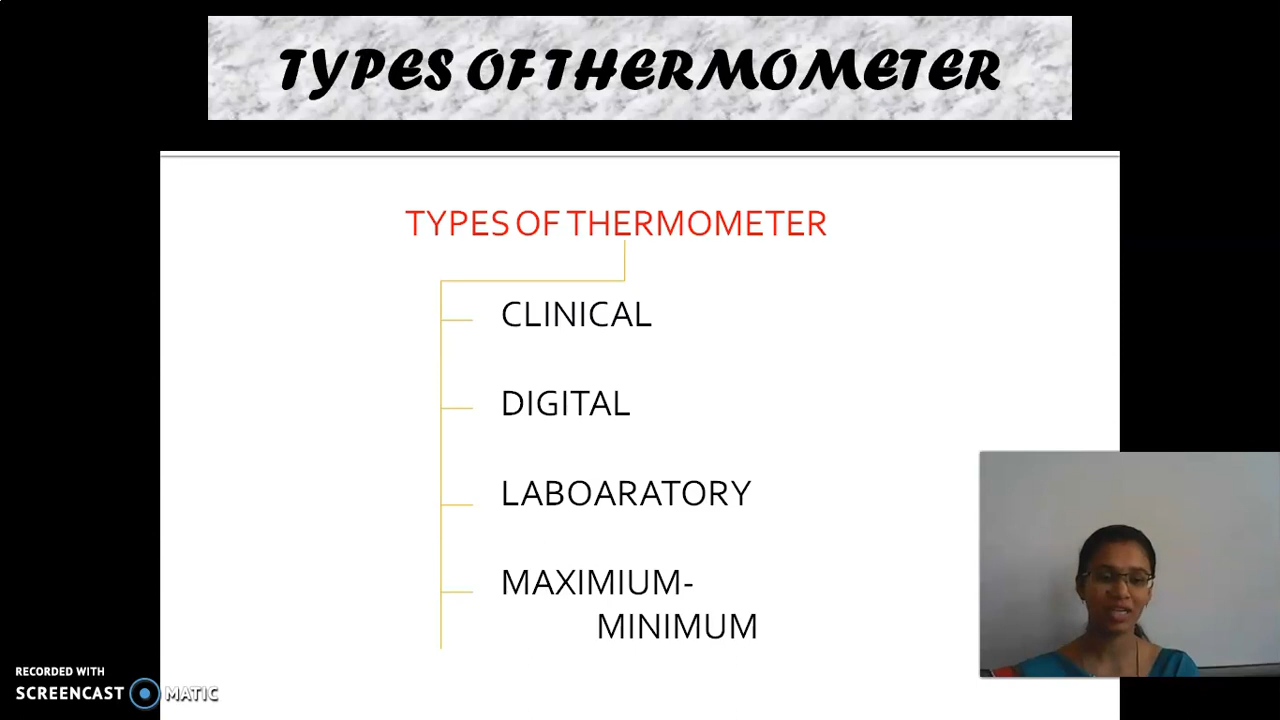 TYPES OF THERMOMETER
TYPES OF THERMOMETER
CLINICAL
DIGITAL
LABOARATORY
MAXIMIUM-
MINIMUM
RECORDED WITH
SCREENCAST MATIC